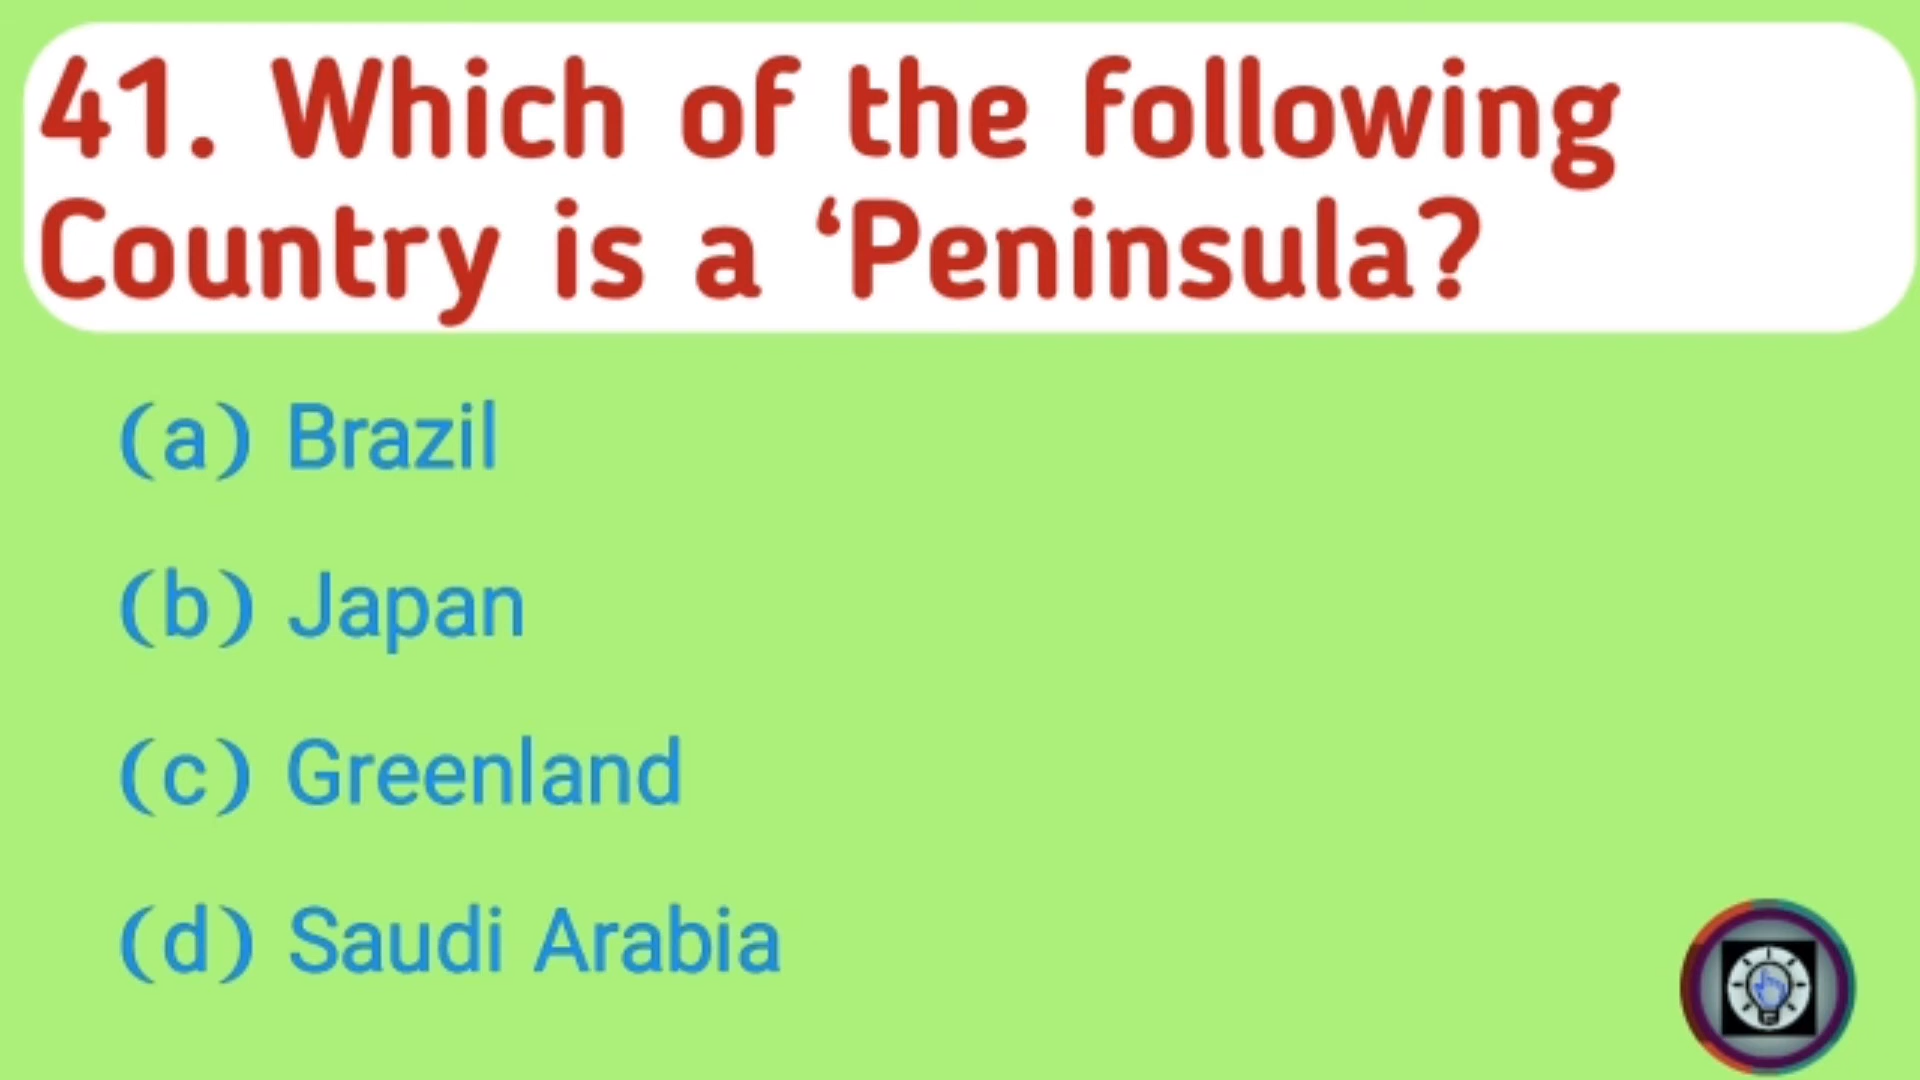 41. Which of the following
Country is a ‘Peninsula?
(a) Brazil
(b) Japan
(c) Greenland
(d) Saudi Arabia